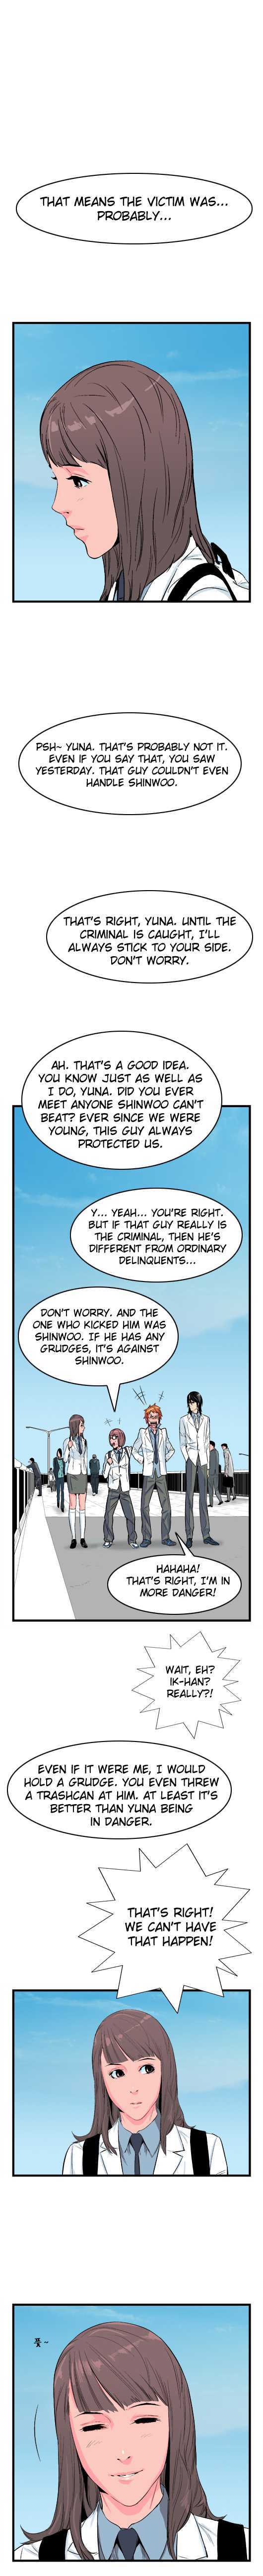 THAT MEANS THE VICTIM WAS...
PROBABLY...
PSH~ YUNA. THAT'S PROBABLY NOT IT.
EVEN IF YOU SAY THAT, YOU SAW
YESTERDAY. THAT GUY COULDN'T EVEN
HANDLE SHINWOO.
THAT'S RIGHT, YUNA. UNTIL THE
CRIMINAL IS CAUGHT, I'LL
ALWAYS STICK TO YOUR SIDE.
DON'T WORRY.
AH. THAT'S A GOOD IDEA.
YOU KNOW JUST AS WELL AS
I DO, YUNA. DID YOU EVER
MEET ANYONE SHINWOO CAN'T
BEAT? EVER SINCE WE WERE
YOUNG, THIS GUY ALWAYS
PROTECTED US.
Y... YEAH... YOU'RE RIGHT.
BUT IF THAT GUY REALLY IS
THE CRIMINAL, THEN HE'S
DIFFERENT FROM ORDINARY
DELINQUENTS...
DON'T WORRY. AND THE
ONE WHO KICKED HIM WAS
SHINWOO. IF HE HAS ANY
GRUDGES, IT'S AGAINST
SHINWOO.
HAHAHA!
THAT'S RIGHT, I'M IN
MORE DANGER!
WAIT, EH?
IK-HAN?
REALLY?!
EVEN IF IT WERE ME, I WOULD
HOLD A GRUDGE. YOU EVEN THREW
A TRASHCAN AT HIM. AT LEAST IT'S
BETTER THAN YUNA BEING
IN DANGER.
THAT'S RIGHT!
WE CAN'T HAVE
THAT HAPPEN!